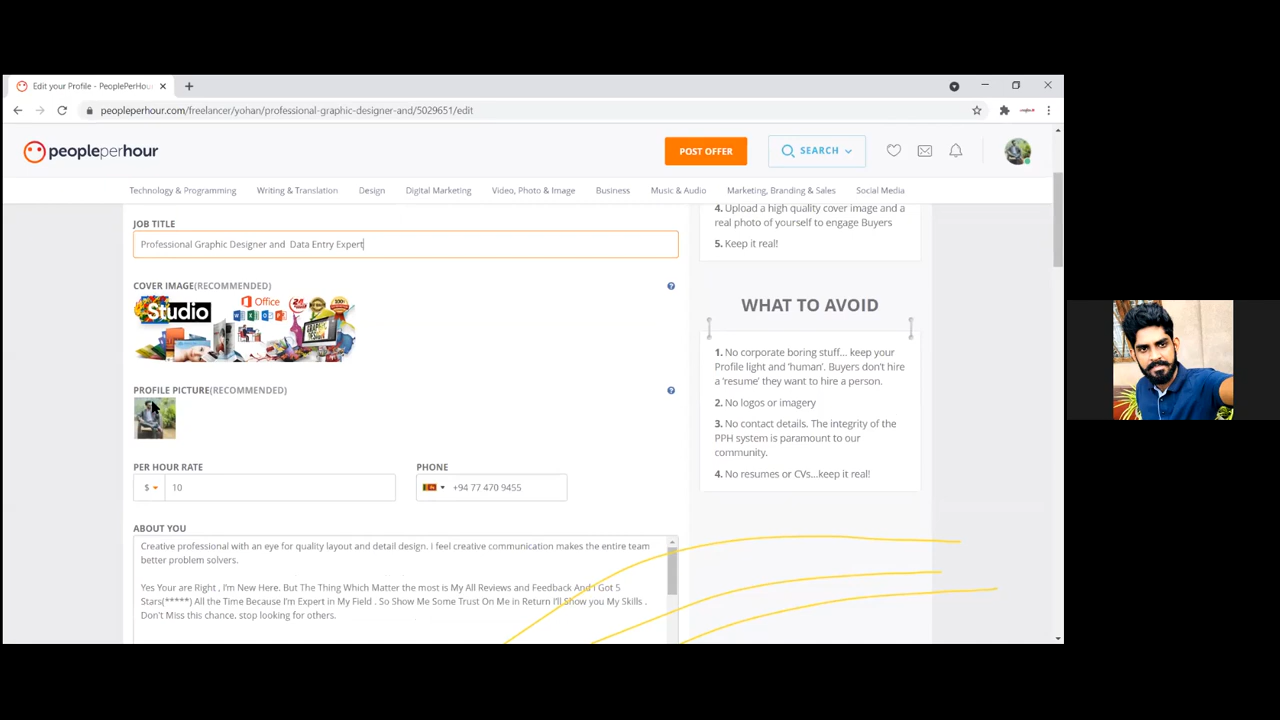 Edit your Profile - PeoplePerHou
peopleperhour.com/freelancer/yohan/professional-graphic-designer-and/5029651/edit
peopleperhour
POST OFFER
SEARCH
Technology & Programming
Writing & Translation
Design
Digital Marketing
Video, Photo & Image
Business
Music & Audio
Marketing, Branding & Sales
Social Media
JOB TITLE
Professional Graphic Designer and  Data Entry Expert
COVER IMAGE(RECOMMENDED)
Studio
Office
PROFILE PICTURE(RECOMMENDED)
PER HOUR RATE
$ 10
PHONE
+94 77 470 9455
ABOUT YOU
Creative professional with an eye for quality layout and detail design. I feel creative communication makes the entire team
better problem solvers.
Yes Your are Right , I'm New Here. But The Thing Which Matter the most is My All Reviews and Feedback And i Got 5
Stars(*****) All the Time Because I'm Expert in My Field . So Show Me Some Trust On Me in Return I'll Show you My Skills .
Don't Miss this chance, stop looking for others.
4. Upload a high quality cover image and a
real photo of yourself to engage Buyers
5. Keep it real!
WHAT TO AVOID
1. No corporate boring stuff... keep your
Profile light and 'human'. Buyers don't hire
a 'resume' they want to hire a person.
2. No logos or imagery
3. No contact details. The integrity of the
PPH system is paramount to our
community.
4. No resumes or CVs...keep it real!